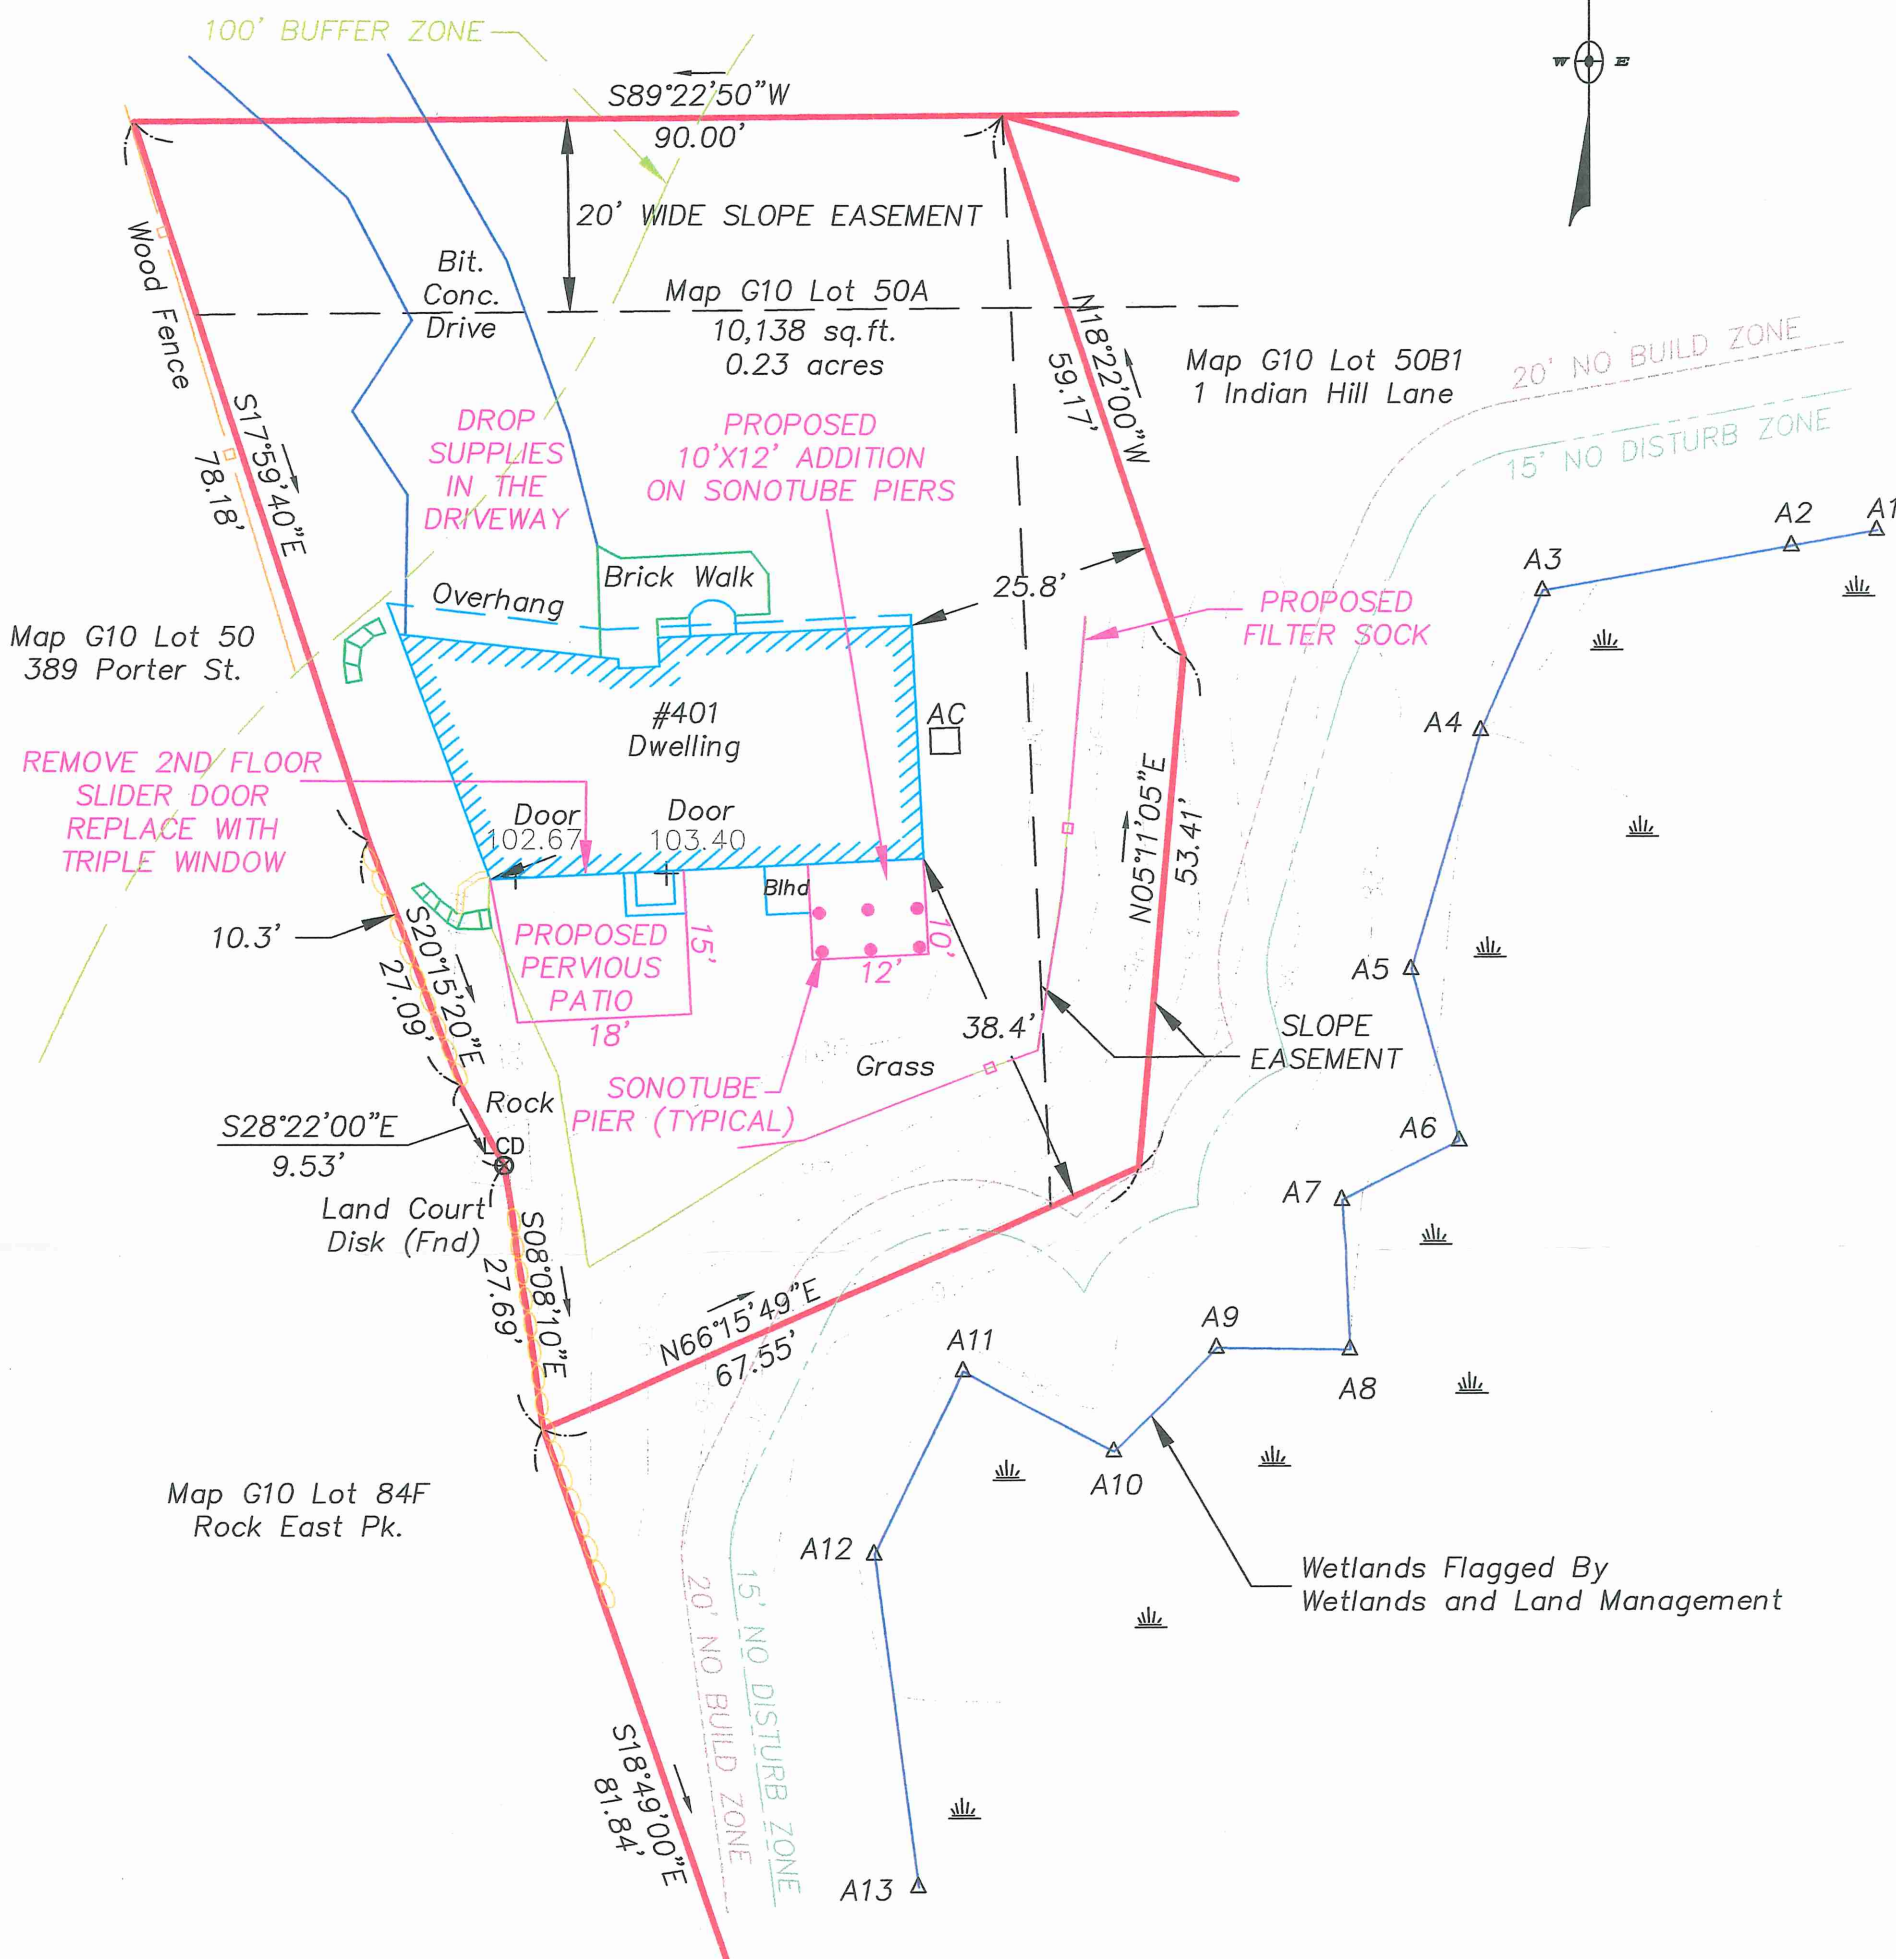 100' BUFFER ZONE
W E
S89°22'50"W
90.00'
20' WIDE SLOPE EASEMENT
Wood Fence
Bit.
Conc.
Drive
Map G10 Lot 50A
10,138 sq.ft.
0.23 acres
N18°22'00"W
59.17'
Map G10 Lot 50B1
1 Indian Hill Lane
20' NO BUILD ZONE
15' NO DISTURB ZONE
S17°59'40"E
78.18'
DROP
SUPPLIES
IN THE
DRIVEWAY
PROPOSED
10'X12' ADDITION
ON SONOTUBE PIERS
A1
A2
A3
Brick Walk
Overhang
25.8'
PROPOSED
FILTER SOCK
Map G10 Lot 50
389 Porter St.
#401
Dwelling
AC
A4
REMOVE 2ND FLOOR
SLIDER DOOR
REPLACE WITH
TRIPLE WINDOW
Door
102.67
Door
103.40
N05°11'05"E
53.41'
Blhd
10.3'
S20°15'20"E
27.09'
PROPOSED
PERVIOUS
PATIO
15'
18'
10'
12'
A5
38.4'
SLOPE
EASEMENT
Grass
SONOTUBE
PIER (TYPICAL)
Rock
S28°22'00"E
9.53'
LCD
A6
A7
Land Court
Disk (Fnd)
S08°08'10"E
27.69'
N66°15'49"E
67.55'
A11
A9
A8
A10
Map G10 Lot 84F
Rock East Pk.
A12
Wetlands Flagged By
Wetlands and Land Management
20' NO BUILD ZONE
15' NO DISTURB ZONE
S18°49'00"E
81.84'
A13